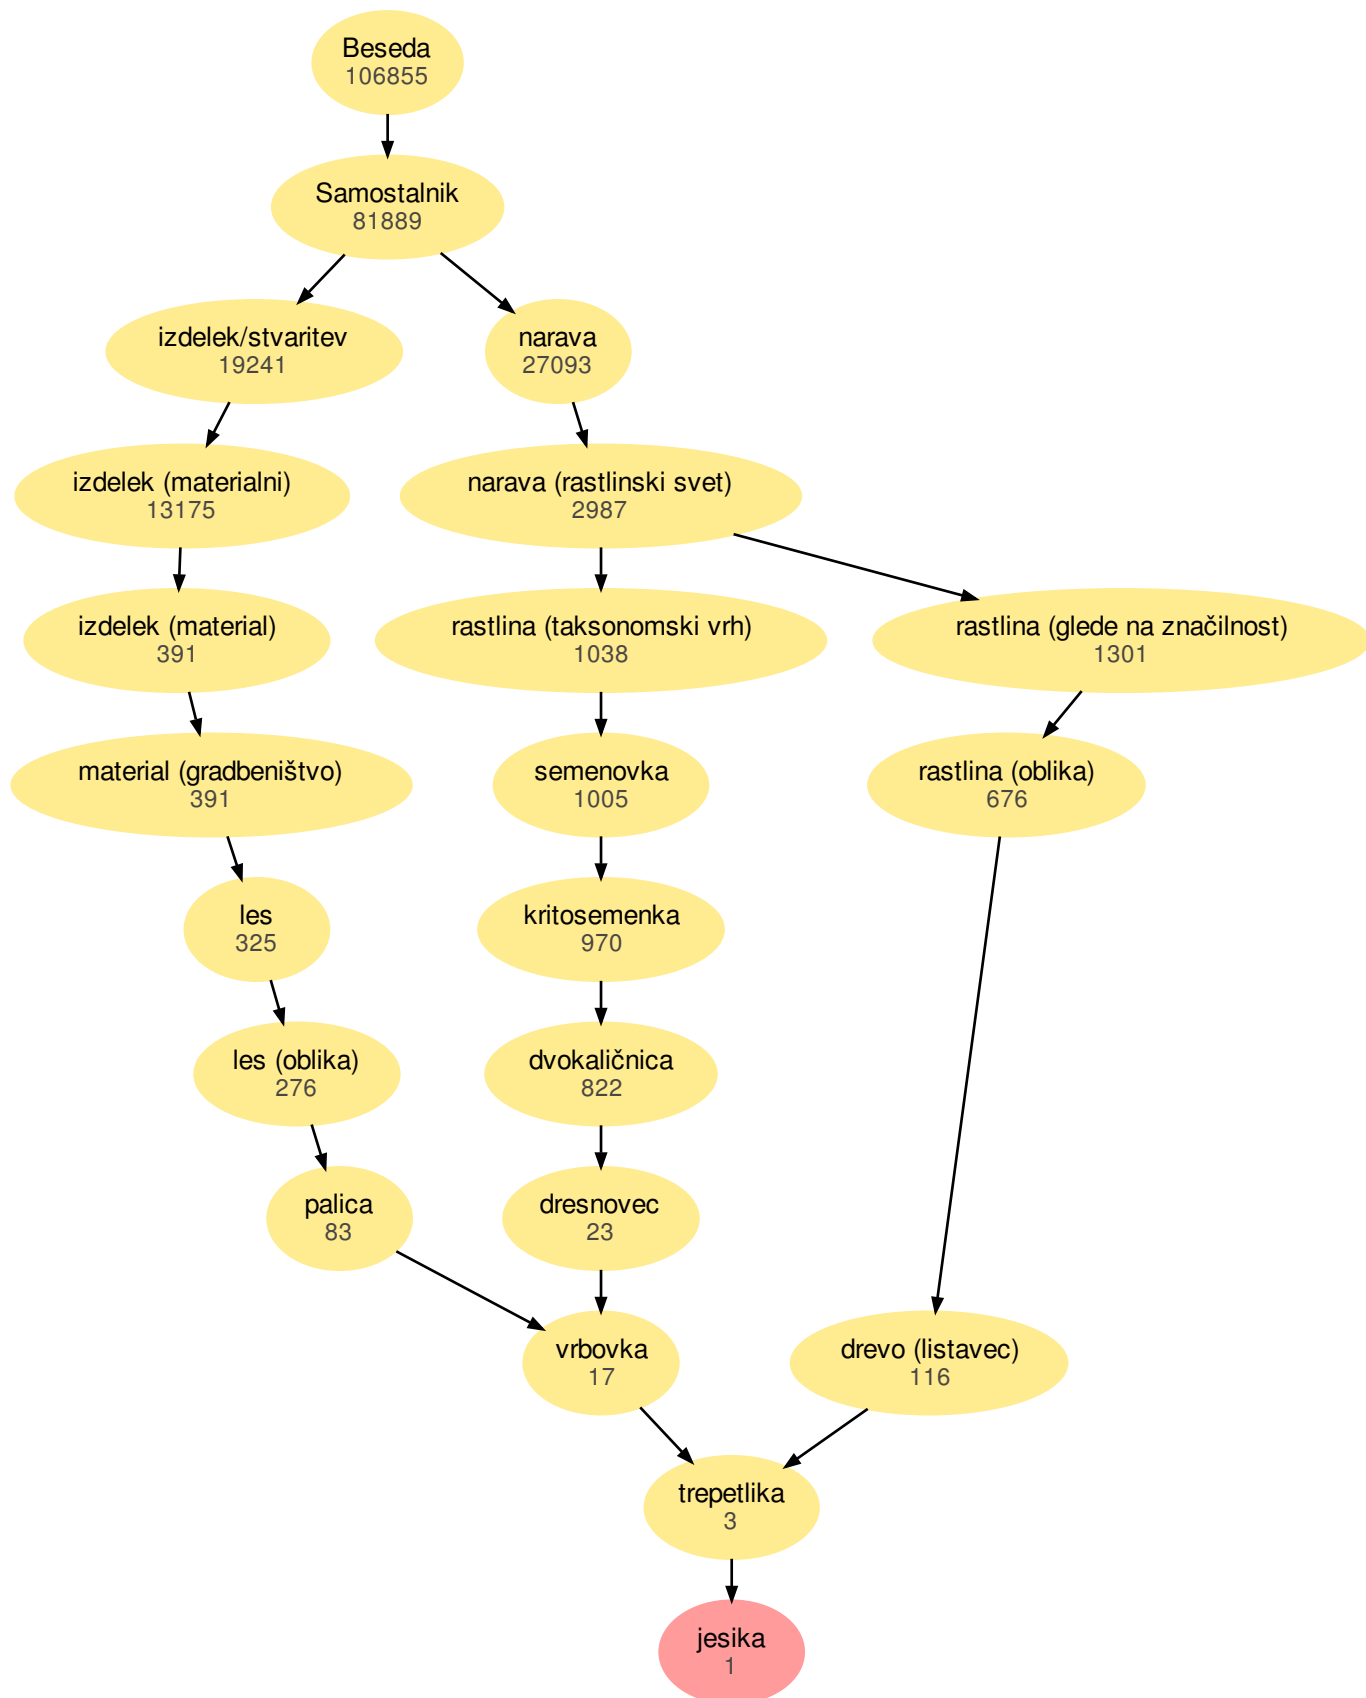 Beseda
106855
Samostalnik
81889
izdelek/stvaritev
19241
narava
27093
izdelek (materialni)
13175
narava (rastlinski svet)
2987
izdelek (material)
391
rastlina (taksonomski vrh)
1038
rastlina (glede na značilnost)
1301
material (gradbeništvo)
391
semenovka
1005
rastlina (oblika)
676
les
325
kritosemenka
970
les (oblika)
276
dvokaličnica
822
palica
83
dresnovec
23
vrbovka
17
drevo (listavec)
116
trepetlika
3
jesika
1